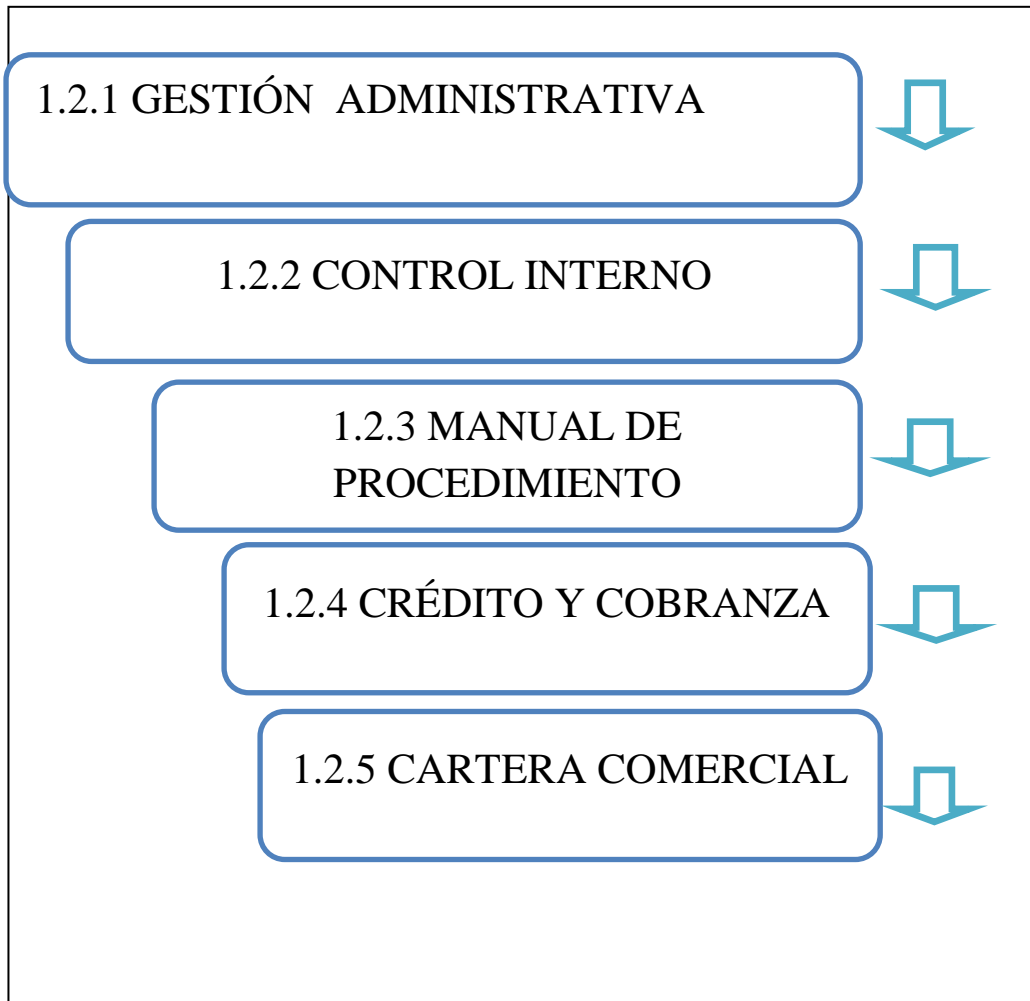 1.2.1 GESTIÓN  ADMINISTRATIVA
1.2.2 CONTROL INTERNO
1.2.3 MANUAL DE
PROCEDIMIENTO
1.2.4 CRÉDITO Y COBRANZA
1.2.5 CARTERA COMERCIAL